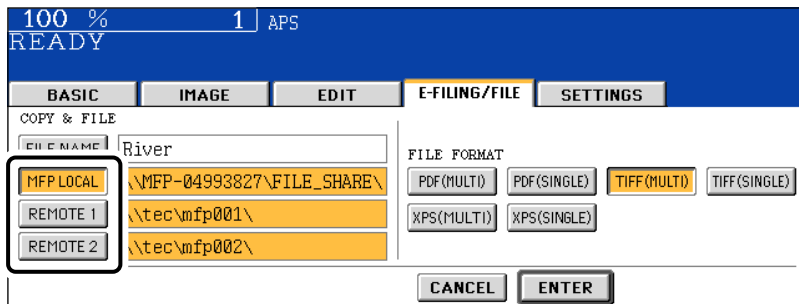 100 % 1 APS
READY
BASIC IMAGE EDIT E-FILING/FILE SETTINGS
COPY & FILE
FILE NAME River
FILE FORMAT
MFP LOCAL \\MFP-04993827\FILE_SHARE\ PDF(MULTI) PDF(SINGLE) TIFF(MULTI) TIFF(SINGLE)
REMOTE 1 \\tec\mfp001\ XPS(MULTI) XPS(SINGLE)
REMOTE 2 \\tec\mfp002\
CANCEL ENTER